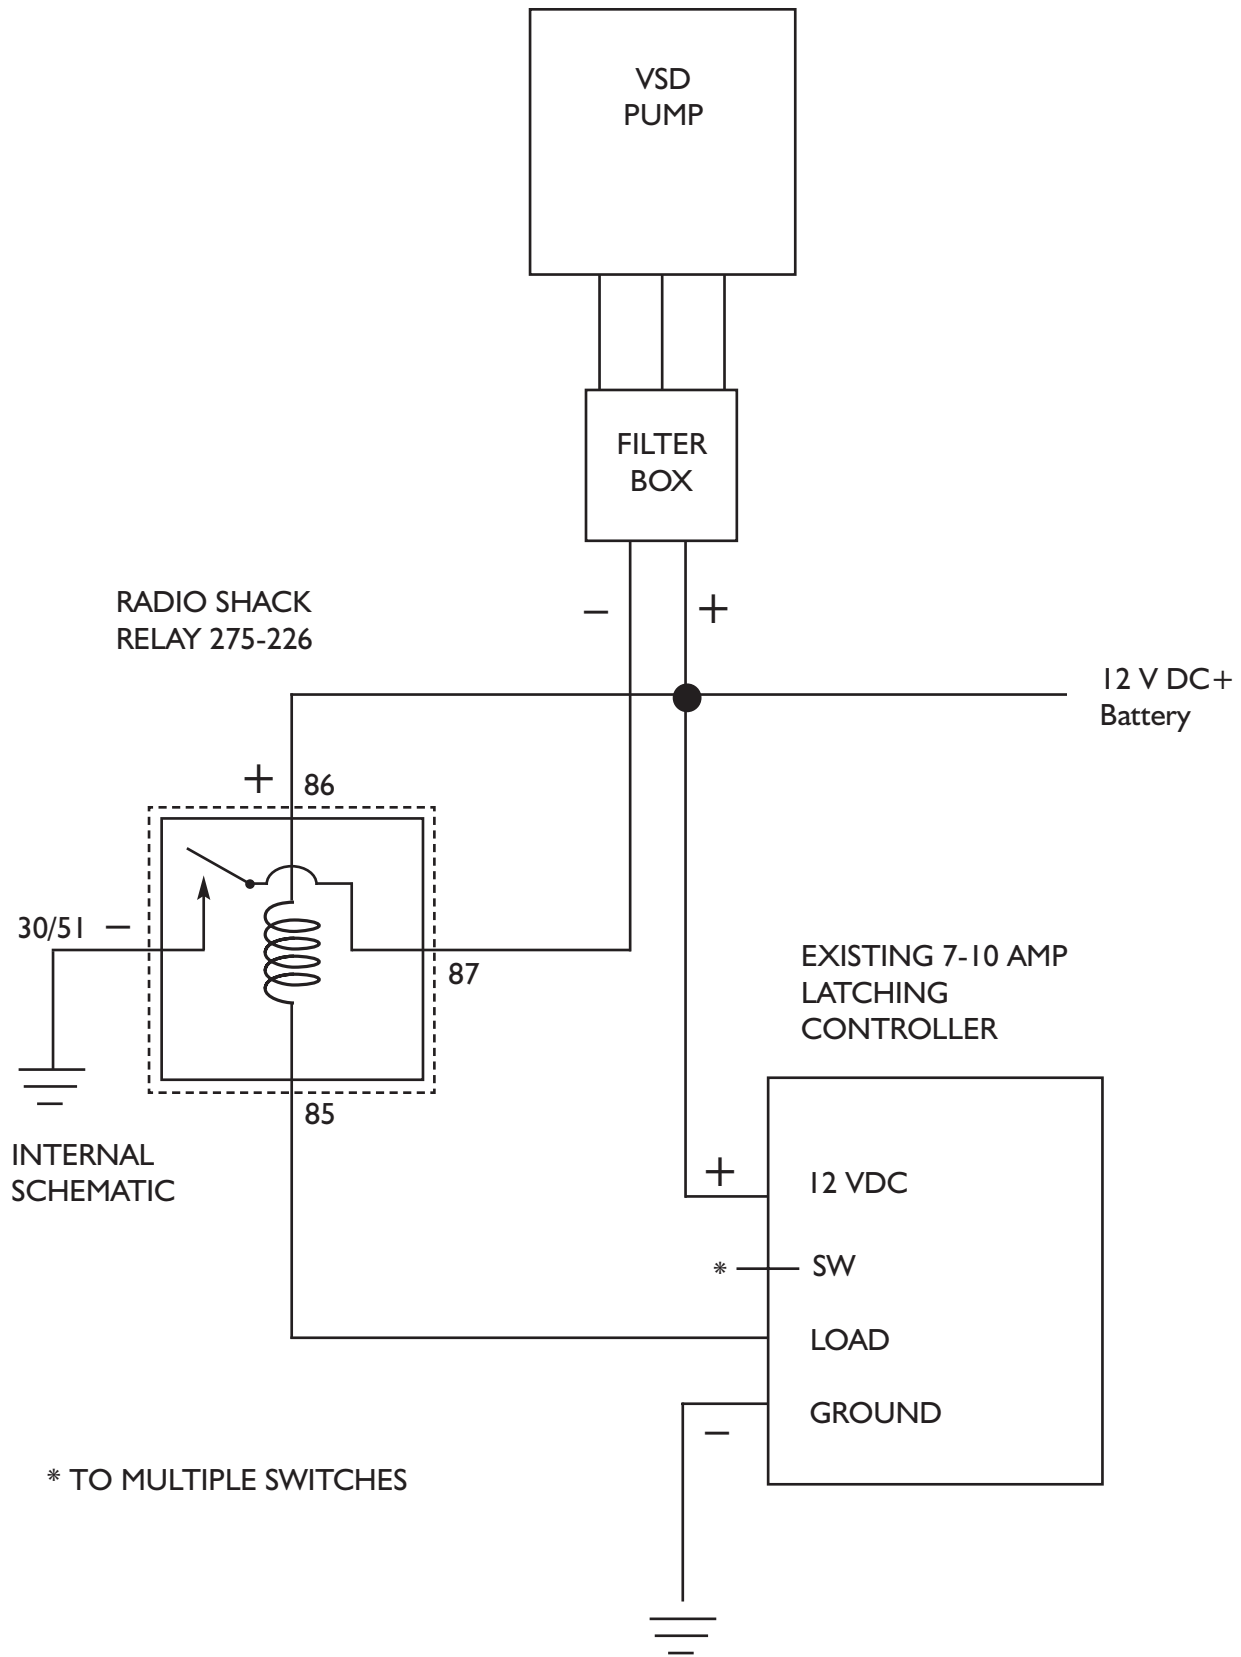 VSD
PUMP
FILTER
BOX
RADIO SHACK
RELAY 275-226
− +
12 V DC+
Battery
+ 86
30/51 −
87
85
INTERNAL
SCHEMATIC
EXISTING 7-10 AMP
LATCHING
CONTROLLER
+ 12 VDC
* SW
LOAD
GROUND
−
* TO MULTIPLE SWITCHES